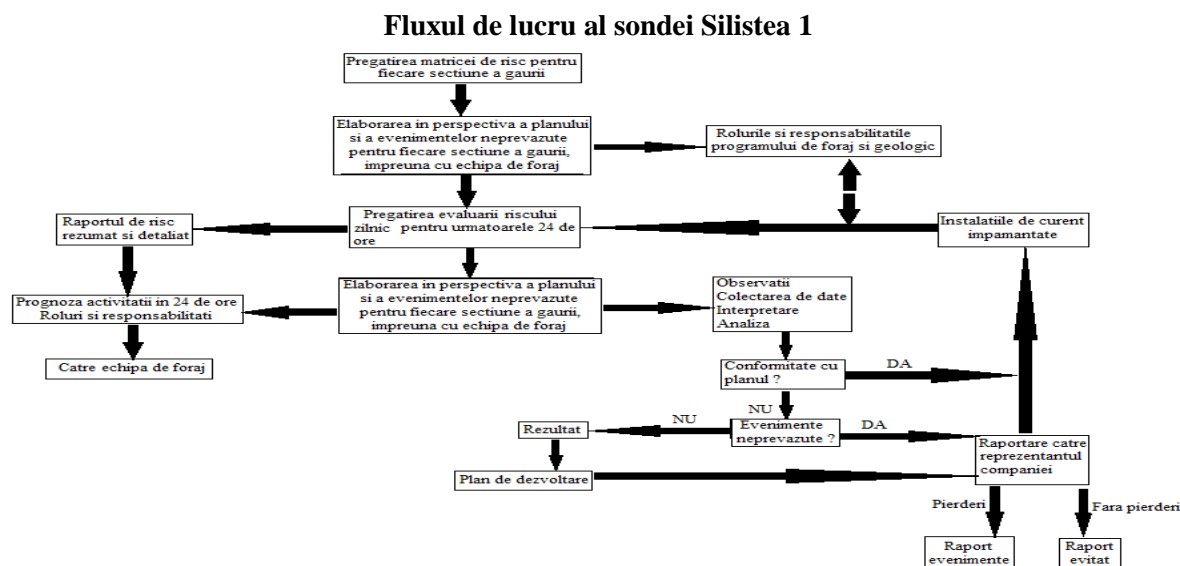 Fluxul de lucru al sondei Silistea 1
Pregatirea matricei de risc pentru
fiecare sectiune a gaurii
Elaborarea in perspectiva a planului
si a evenimentelor neprevazute
pentru fiecare sectiune a gaurii,
impreuna cu echipa de foraj
Rolurile si responsabilitatile
programului de foraj si geologic
Raportul de risc
rezumat si detaliat
Pregatirea evaluarii riscului
zilnic pentru urmatoarele 24 de
ore
Instalatiile de curent
impamantate
Prognoza activitatii in 24 de ore
Roluri si responsabilitati
Elaborarea in perspectiva a planului
si a evenimentelor neprevazute
pentru fiecare sectiune a gaurii,
impreuna cu echipa de foraj
Observatii
Colectarea de date
Interpretare
Analiza
Catre echipa de foraj
Conformitate cu
planul ?
DA
NU
NU
Evenimente
neprevazute ?
DA
Rezultat
Raportare catre
reprezentantul
companiei
Plan de dezvoltare
Pierderi
Fara pierderi
Raport
evenimente
Raport
evitat